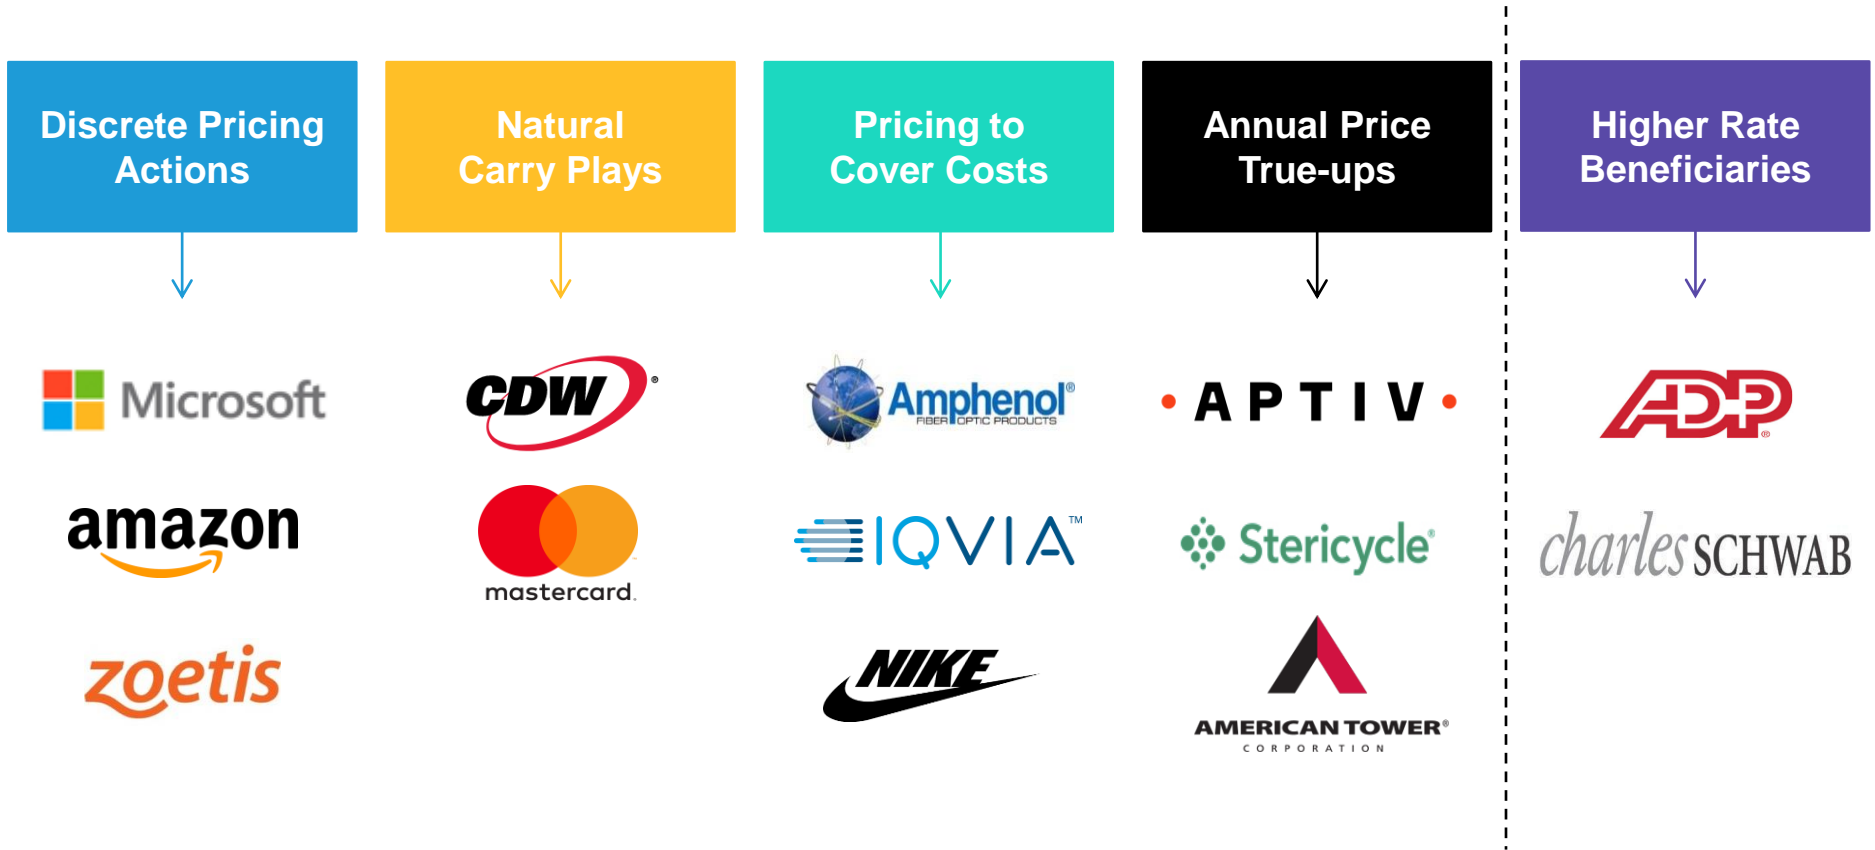 Discrete Pricing
Actions
Natural
Carry Plays
Pricing to
Cover Costs
Annual Price
True-ups
Higher Rate
Beneficiaries
Microsoft
amazon
zoetis
CDW®
mastercard.
Amphenol®
FIBER OPTIC PRODUCTS
IQVIA™
NIKE
APTIV
Stericycle®
AMERICAN TOWER®
CORPORATION
ADP®
charles SCHWAB